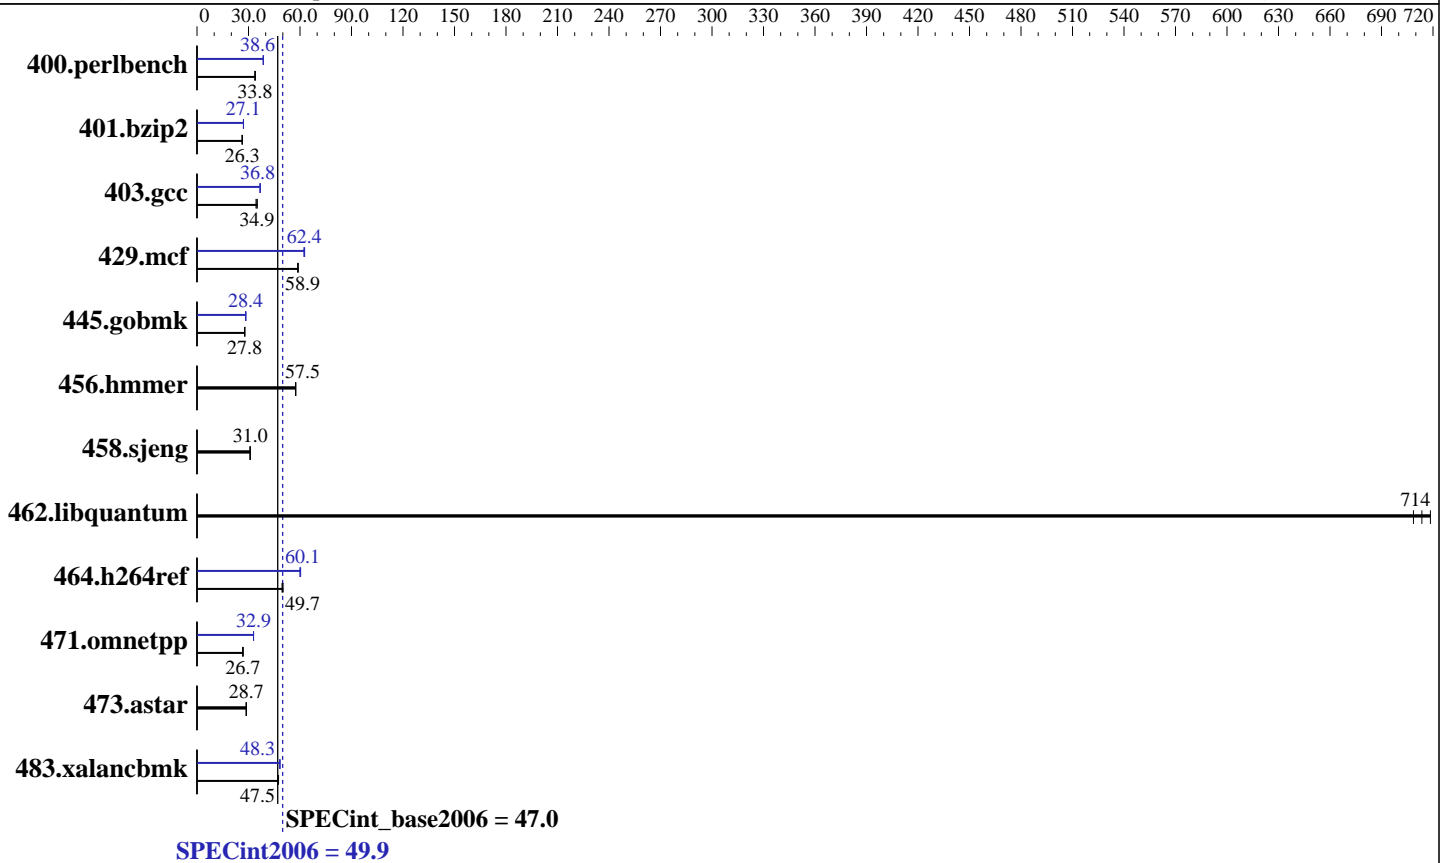 0 30.0 60.0 90.0 120 150 180 210 240 270 300 330 360 390 420 450 480 510 540 570 600 630 660 690 720
38.6
400.perlbench
33.8
27.1
401.bzip2
26.3
36.8
403.gcc
34.9
62.4
429.mcf
58.9
28.4
445.gobmk
27.8
57.5
456.hmmer
31.0
458.sjeng
714
462.libquantum
60.1
464.h264ref
49.7
32.9
471.omnetpp
26.7
28.7
473.astar
48.3
483.xalancbmk
47.5
SPECint_base2006 = 47.0
SPECint2006 = 49.9